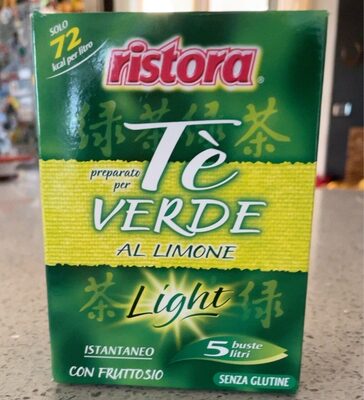 SOLO
72
kcal per litro
ristora®
绿茶绿茶
preparato per
Tè
VERDE
AL LIMONE
茶 绿
Light
ISTANTANEO
5 buste litri
CON FRUTTOSIO
SENZA GLUTINE